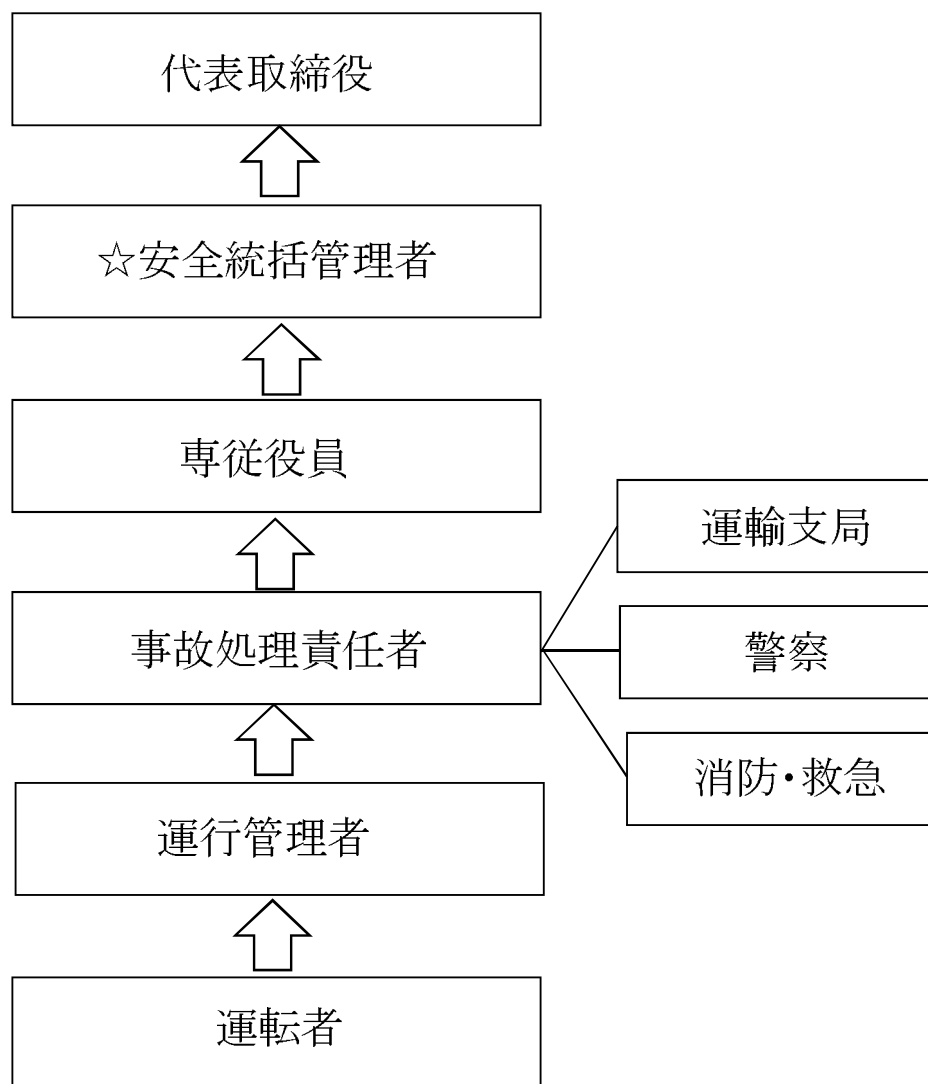 代表取締役
☆安全統括管理者
専従役員
運輸支局
事故処理責任者
警察
消防・救急
運行管理者
運転者